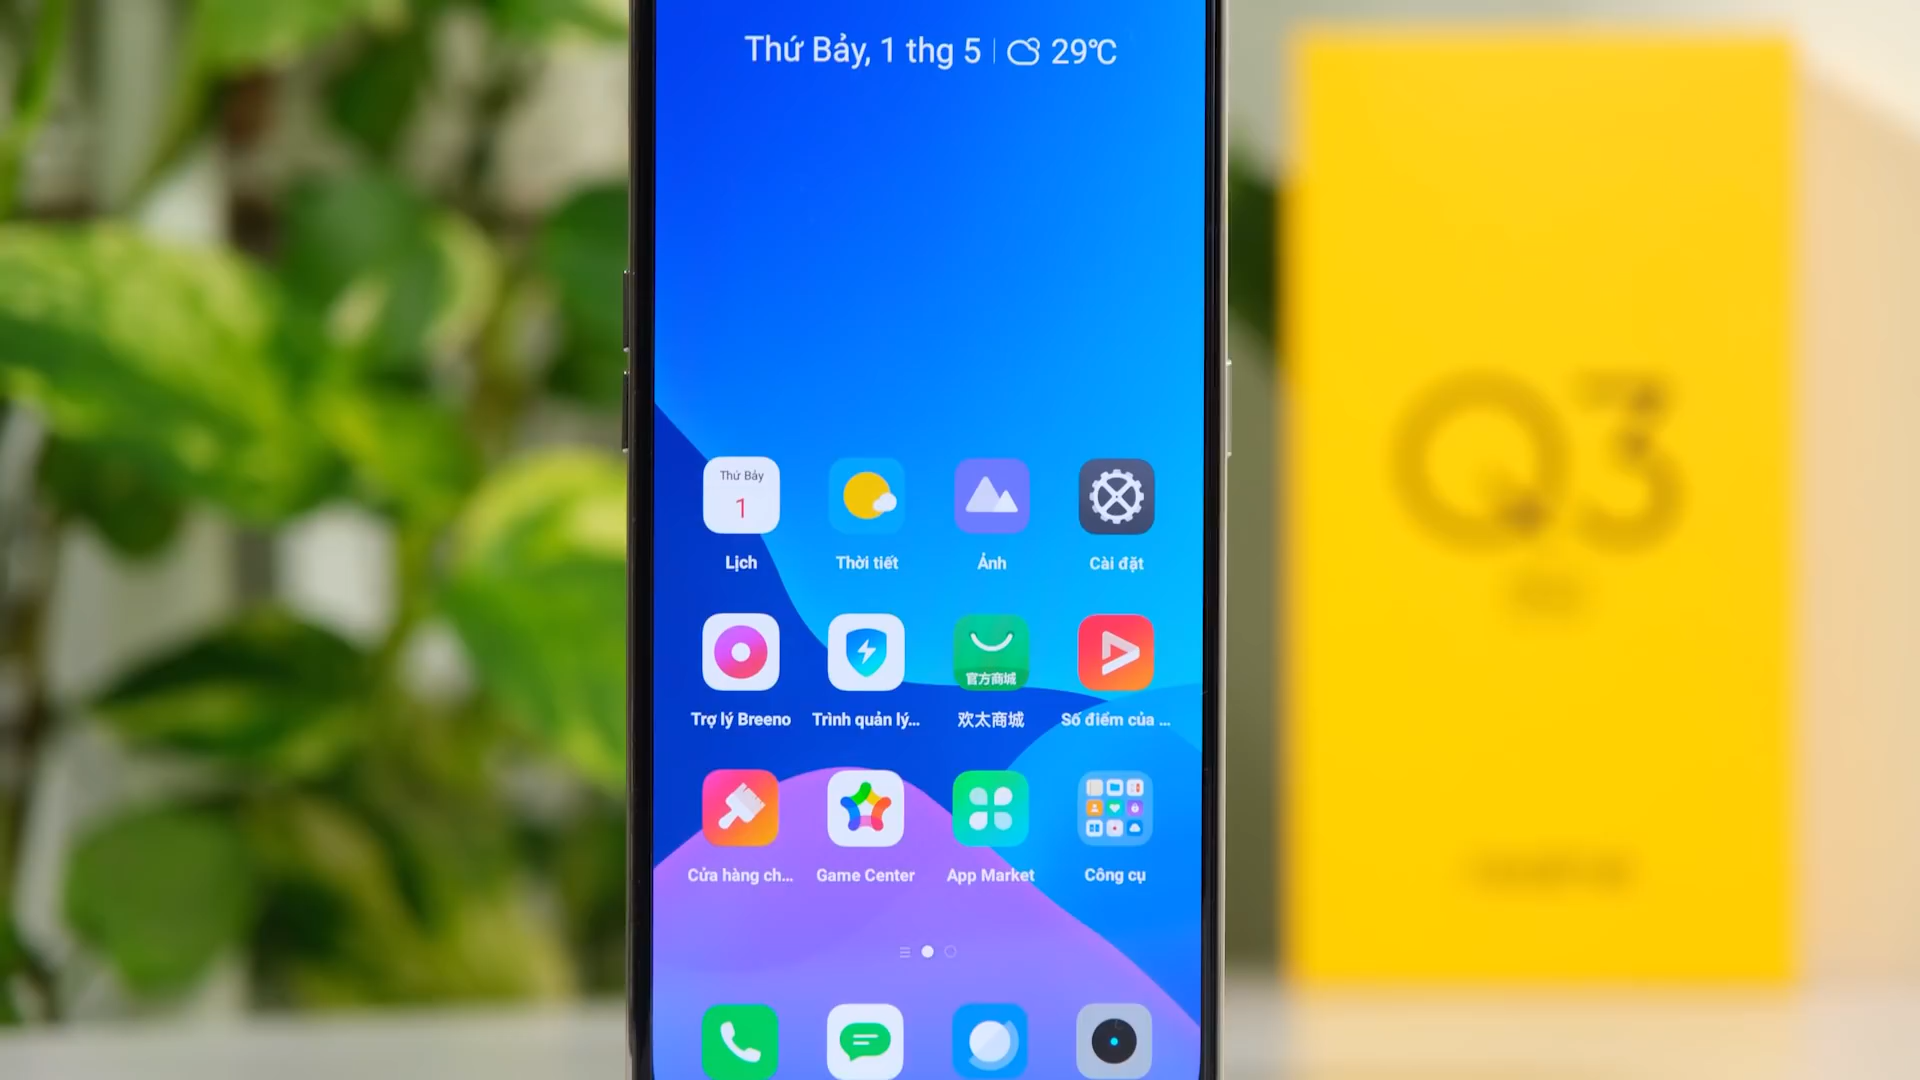 Thứ Bảy, 1 thg 5 | 29°C
Thứ Bảy
1
Lịch
Thời tiết
Ảnh
Cài đặt
官方商城
Trợ lý Breeno
Trình quản lý...
欢太商城
Số điểm của ...
Cửa hàng ch...
Game Center
App Market
Công cụ
Q3